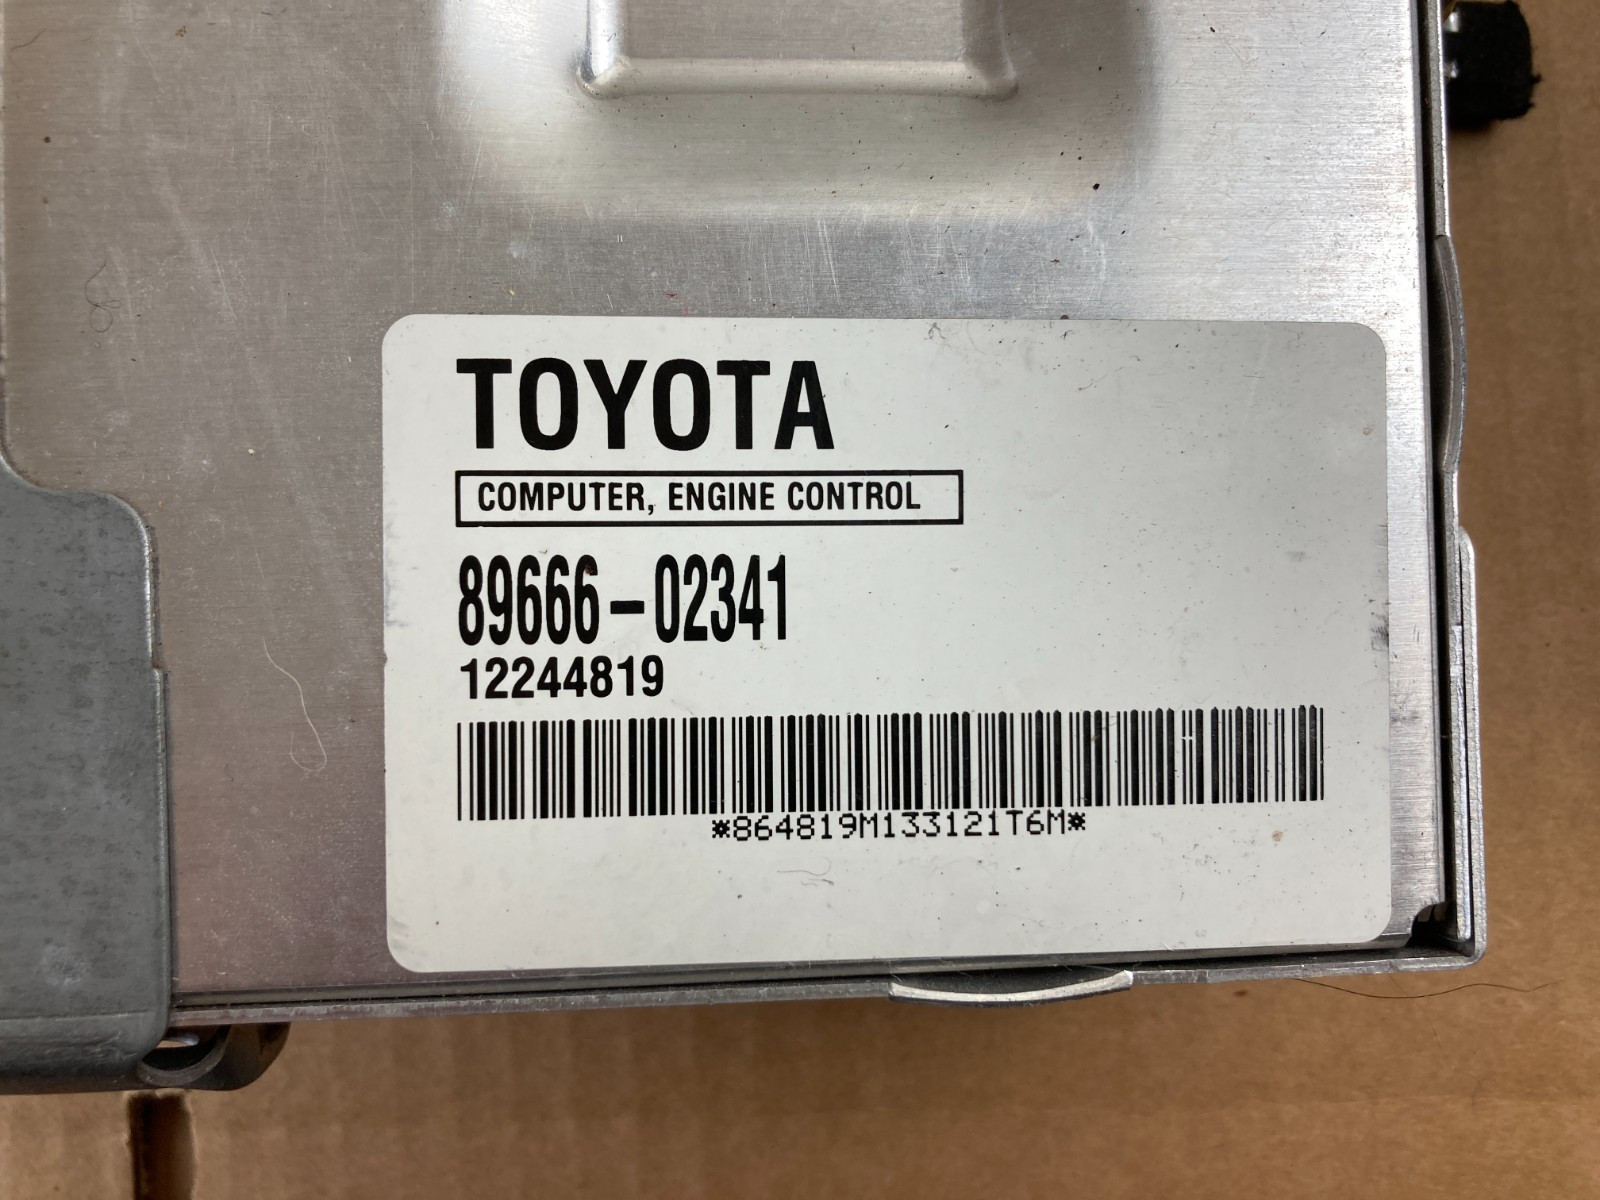 TOYOTA
COMPUTER, ENGINE CONTROL
89666-02341
12244819
*864819M133121T6M*